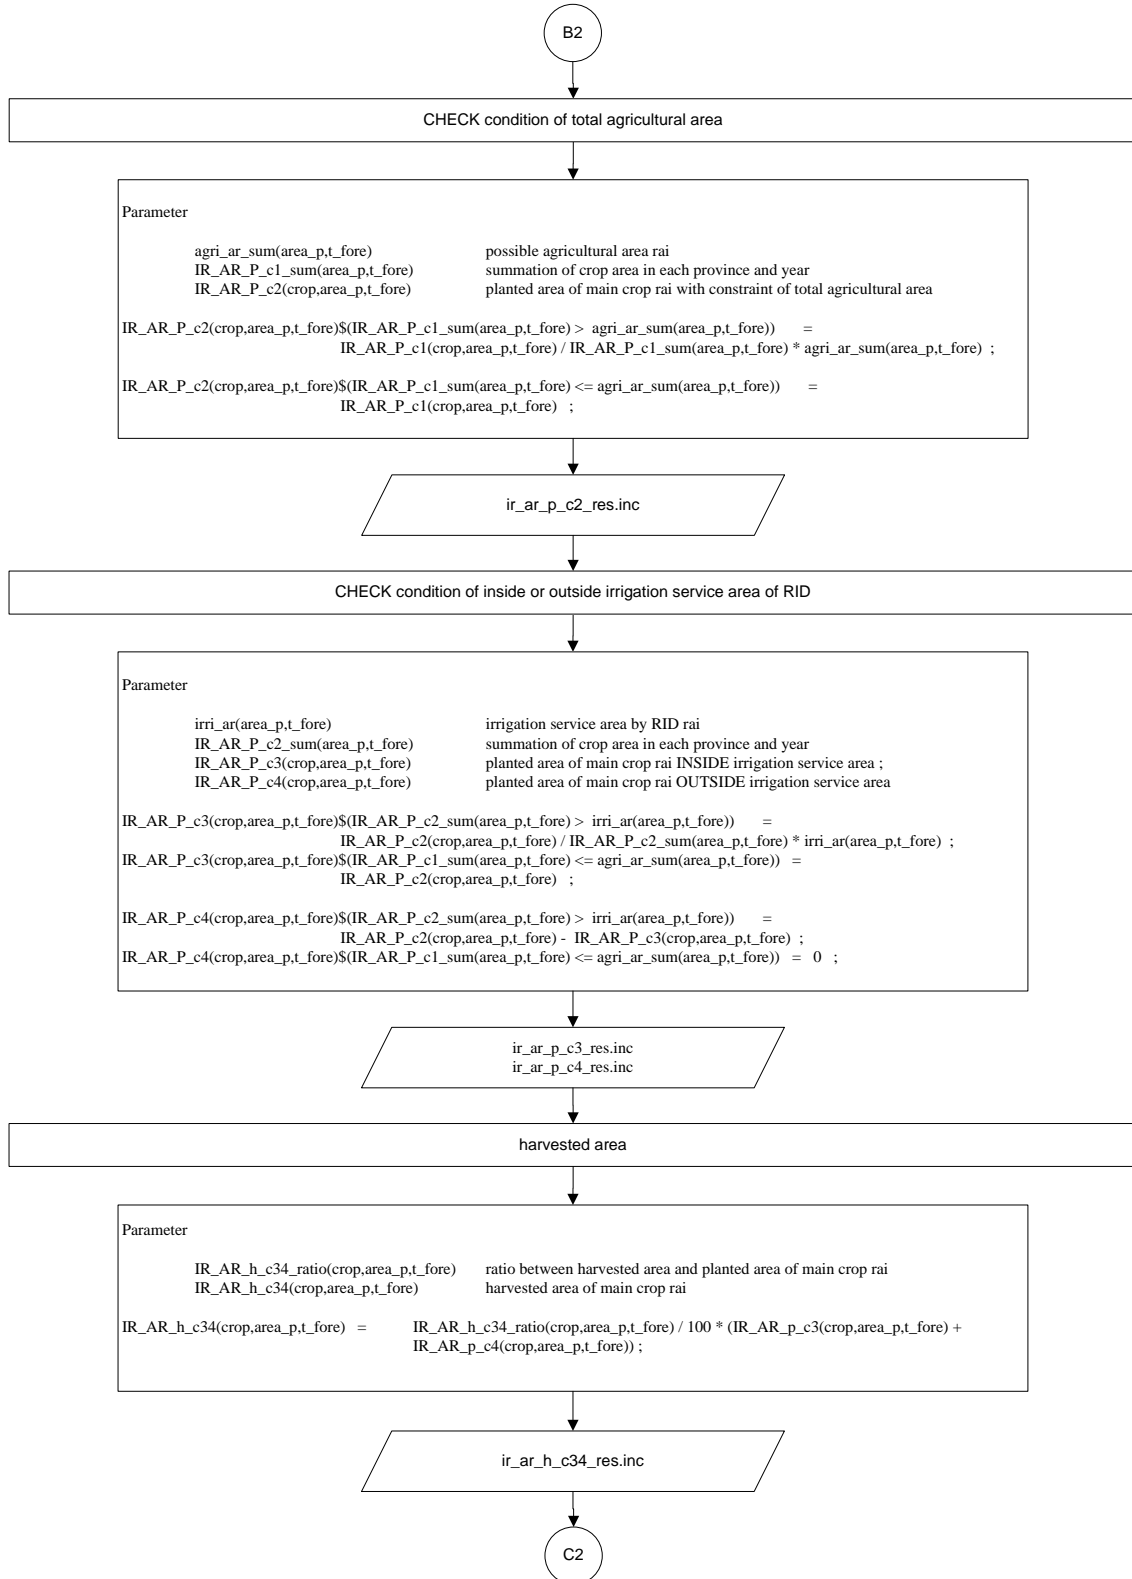 B2
CHECK condition of total agricultural area
Parameter
agri_ar_sum(area_p,t_fore) possible agricultural area rai
IR_AR_P_c1_sum(area_p,t_fore) summation of crop area in each province and year
IR_AR_P_c2(crop,area_p,t_fore) planted area of main crop rai with constraint of total agricultural area
IR_AR_P_c2(crop,area_p,t_fore)$(IR_AR_P_c1_sum(area_p,t_fore) > agri_ar_sum(area_p,t_fore)) =
IR_AR_P_c1(crop,area_p,t_fore) / IR_AR_P_c1_sum(area_p,t_fore) * agri_ar_sum(area_p,t_fore) ;
IR_AR_P_c2(crop,area_p,t_fore)$(IR_AR_P_c1_sum(area_p,t_fore) <= agri_ar_sum(area_p,t_fore)) =
IR_AR_P_c1(crop,area_p,t_fore) ;
ir_ar_p_c2_res.inc
CHECK condition of inside or outside irrigation service area of RID
Parameter
irri_ar(area_p,t_fore) irrigation service area by RID rai
IR_AR_P_c2_sum(area_p,t_fore) summation of crop area in each province and year
IR_AR_P_c3(crop,area_p,t_fore) planted area of main crop rai INSIDE irrigation service area ;
IR_AR_P_c4(crop,area_p,t_fore) planted area of main crop rai OUTSIDE irrigation service area
IR_AR_P_c3(crop,area_p,t_fore)$(IR_AR_P_c2_sum(area_p,t_fore) > irri_ar(area_p,t_fore)) =
IR_AR_P_c2(crop,area_p,t_fore) / IR_AR_P_c2_sum(area_p,t_fore) * irri_ar(area_p,t_fore) ;
IR_AR_P_c3(crop,area_p,t_fore)$(IR_AR_P_c1_sum(area_p,t_fore) <= agri_ar_sum(area_p,t_fore)) =
IR_AR_P_c2(crop,area_p,t_fore) ;
IR_AR_P_c4(crop,area_p,t_fore)$(IR_AR_P_c2_sum(area_p,t_fore) > irri_ar(area_p,t_fore)) =
IR_AR_P_c2(crop,area_p,t_fore) - IR_AR_P_c3(crop,area_p,t_fore) ;
IR_AR_P_c4(crop,area_p,t_fore)$(IR_AR_P_c1_sum(area_p,t_fore) <= agri_ar_sum(area_p,t_fore)) = 0 ;
ir_ar_p_c3_res.inc
ir_ar_p_c4_res.inc
harvested area
Parameter
IR_AR_h_c34_ratio(crop,area_p,t_fore) ratio between harvested area and planted area of main crop rai
IR_AR_h_c34(crop,area_p,t_fore) harvested area of main crop rai
IR_AR_h_c34(crop,area_p,t_fore) = IR_AR_h_c34_ratio(crop,area_p,t_fore) / 100 * (IR_AR_p_c3(crop,area_p,t_fore) +
IR_AR_p_c4(crop,area_p,t_fore)) ;
ir_ar_h_c34_res.inc
C2